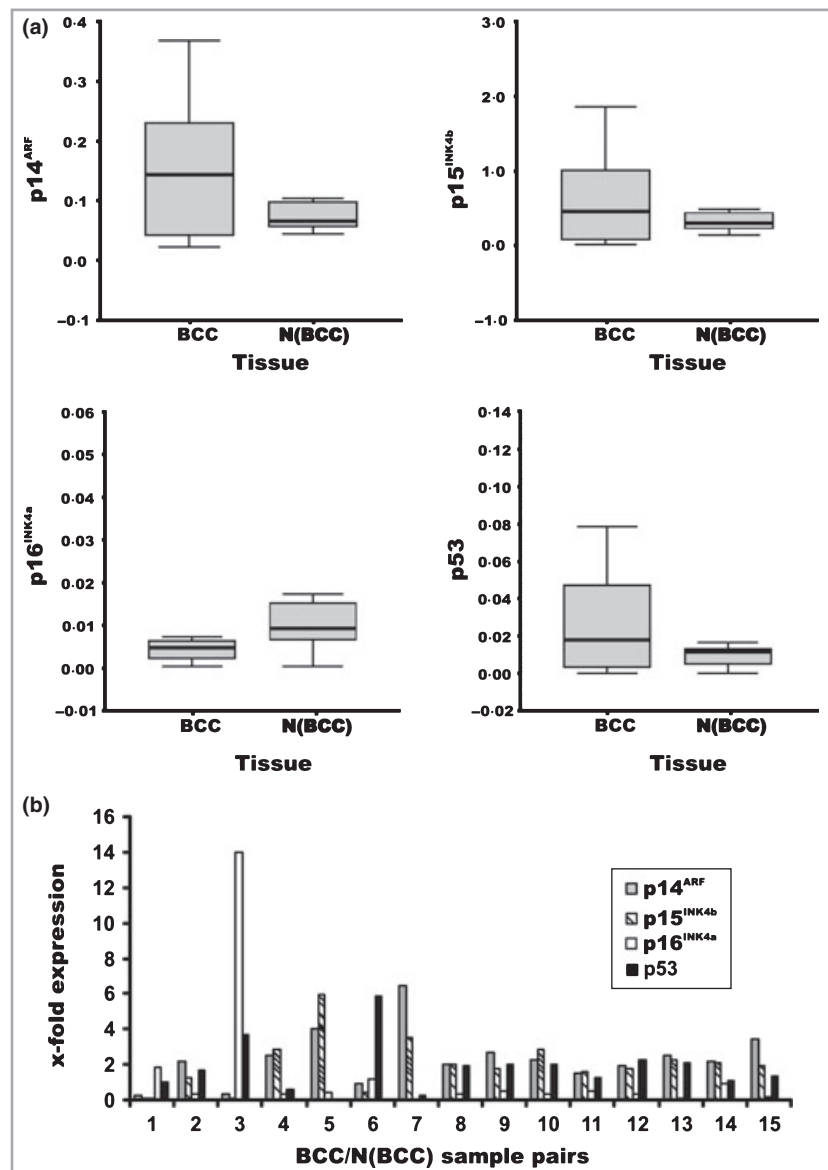 (a)
0·4
0·3
0·2
0·1
0·0
–0·1
p14ARF
BCC N(BCC)
Tissue
3·0
2·0
1·0
0·0
–1·0
p15INK4b
BCC N(BCC)
Tissue
0·06
0·05
0·04
0·03
0·02
0·01
0·00
–0·01
p16INK4a
BCC N(BCC)
Tissue
0·14
0·12
0·10
0·08
0·06
0·04
0·02
0·00
–0·02
p53
BCC N(BCC)
Tissue
(b)
16
14
12
10
8
6
4
2
0
x-fold expression
p14ARF
p15INK4b
p16INK4a
p53
1 2 3 4 5 6 7 8 9 10 11 12 13 14 15
BCC/N(BCC) sample pairs